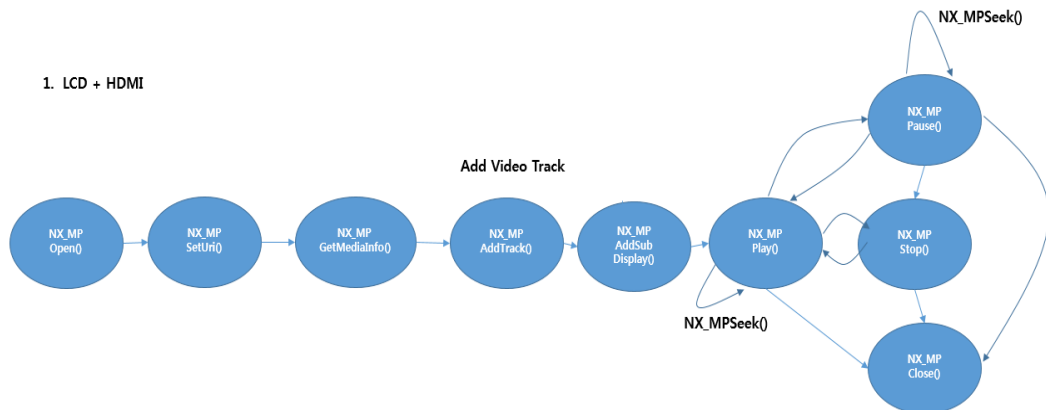 1. LCD + HDMI
Add Video Track
NX_MP
Open()
NX_MP
SetUri()
NX_MP
GetMediaInfo()
NX_MP
AddTrack()
NX_MP
AddSub
Display()
NX_MP
Play()
NX_MPSeek()
NX_MPSeek()
NX_MP
Pause()
NX_MP
Stop()
NX_MP
Close()